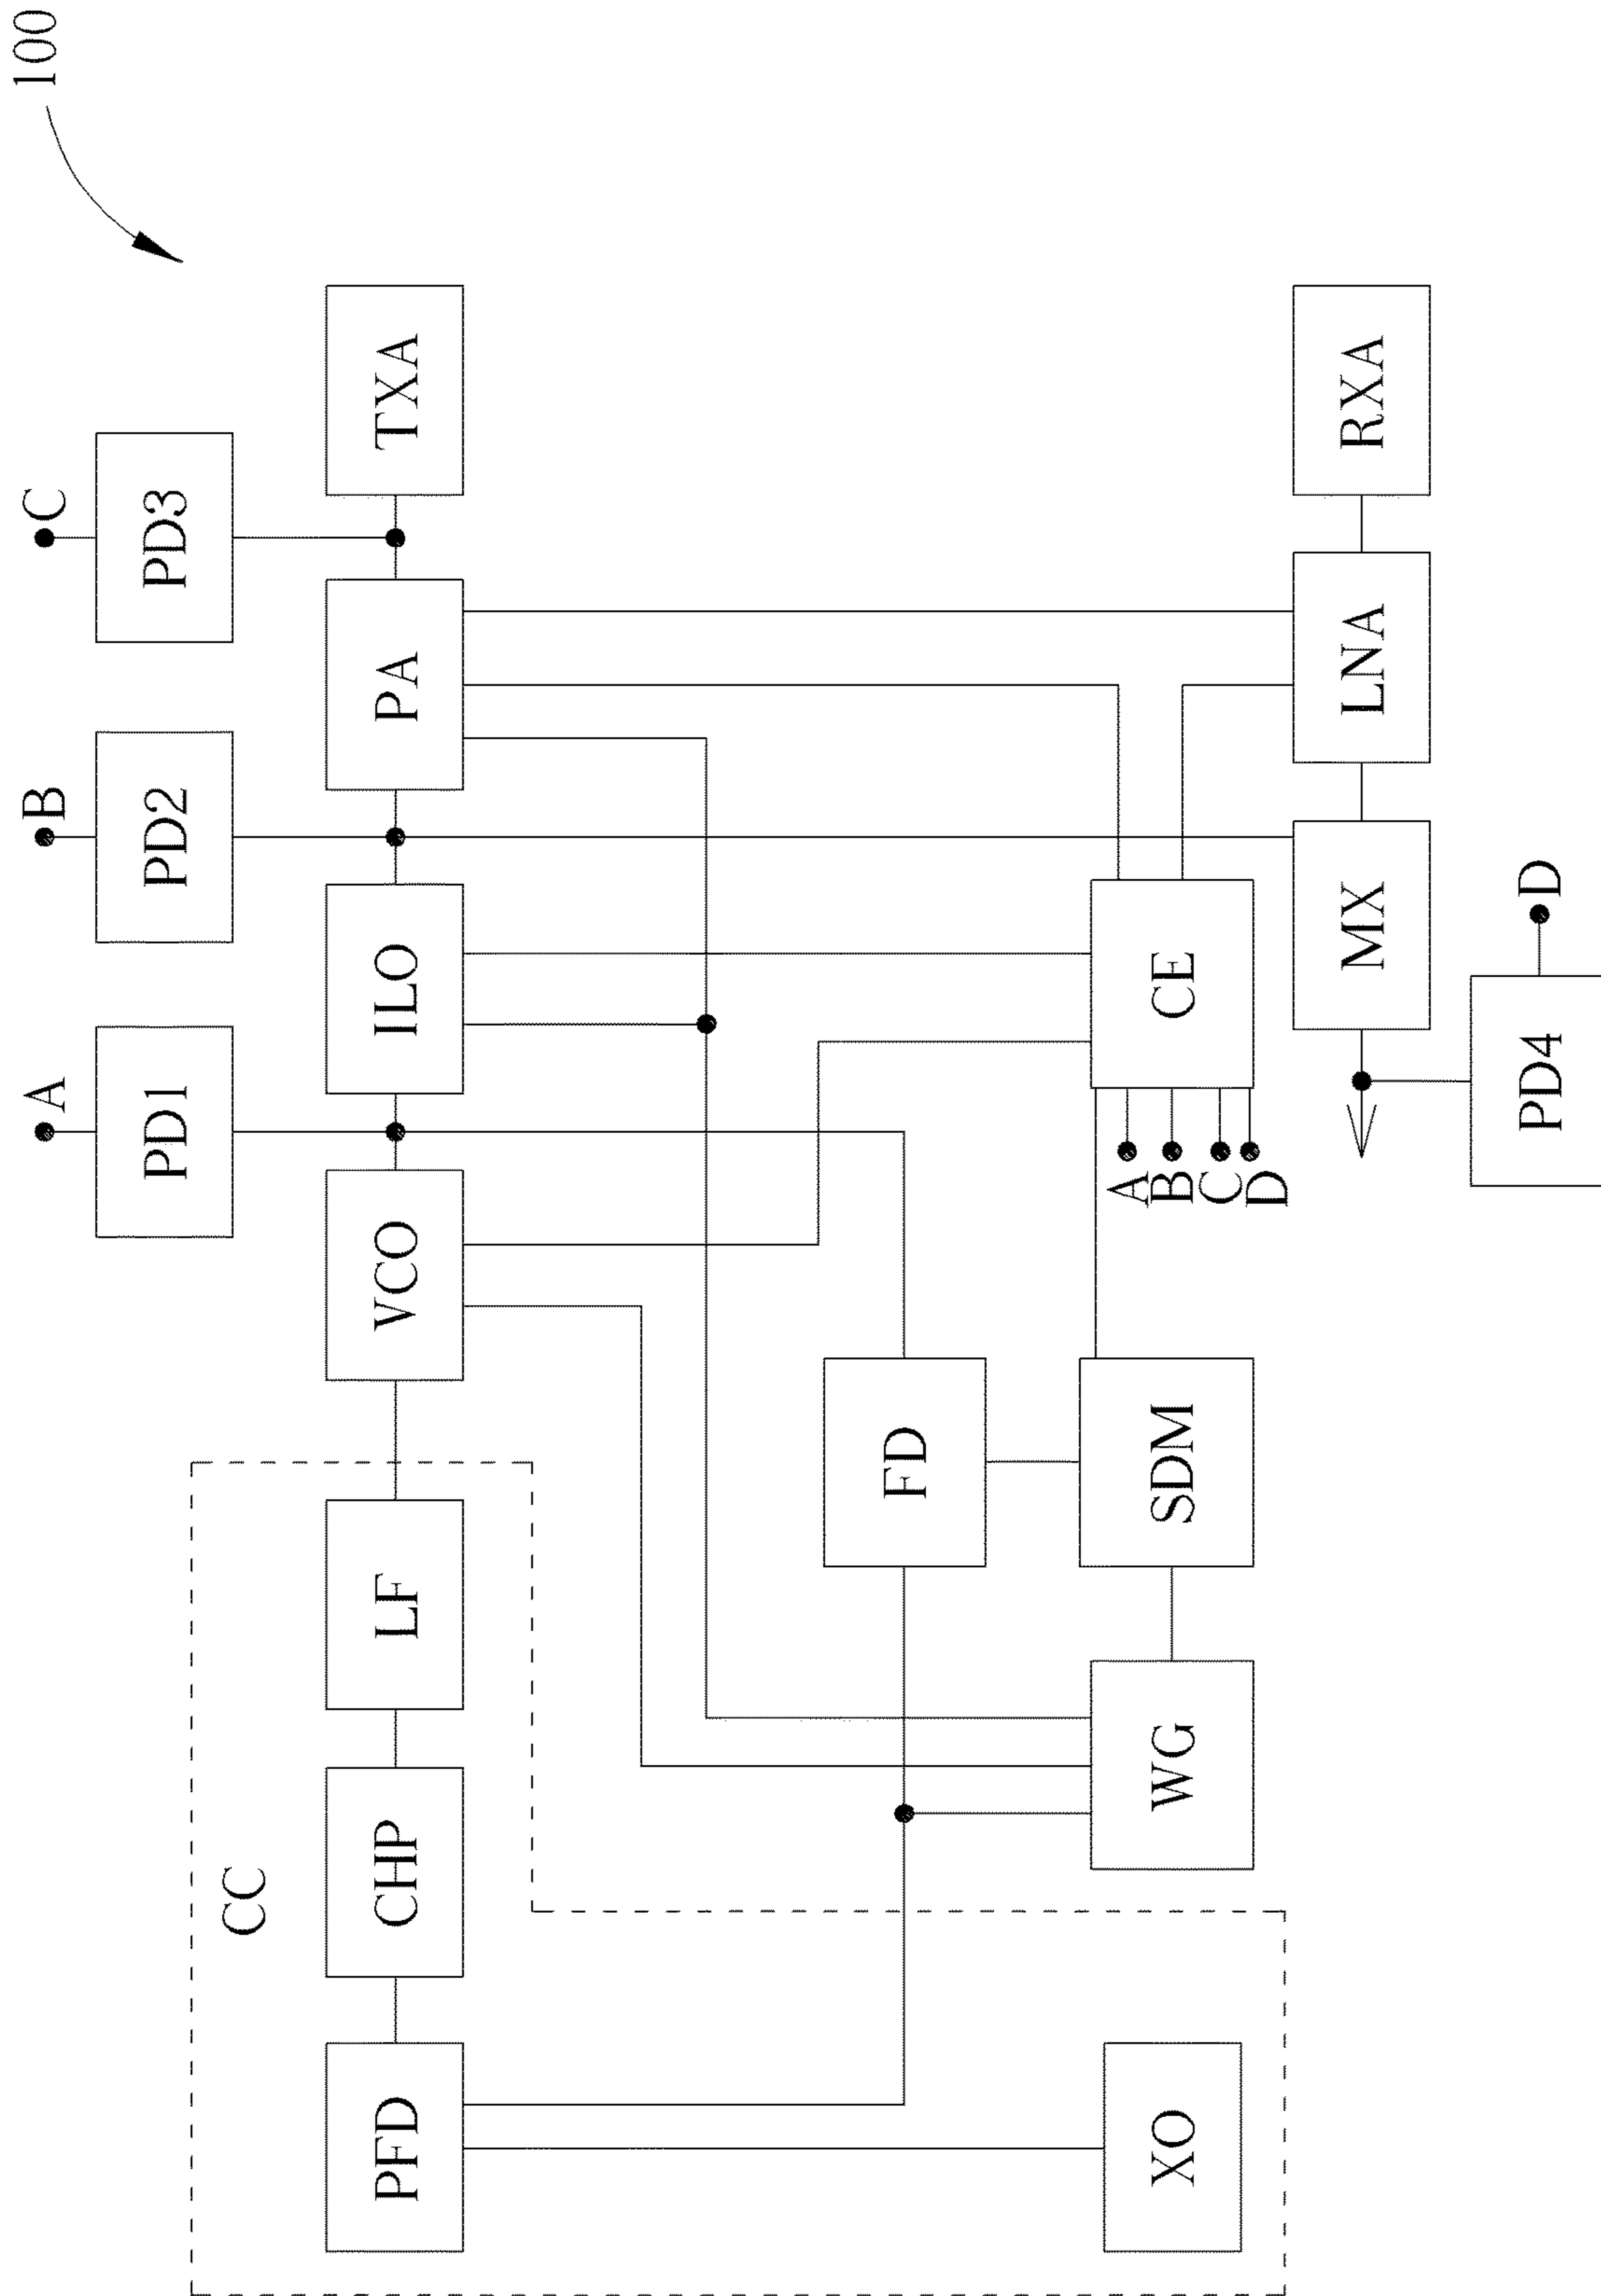 100
A
B
C
PD1
PD2
PD3
CC
PFD
CHP
LF
VCO
ILO
PA
TXA
FD
XO
WG
SDM
A
B
C
D
CE
MX
LNA
RXA
PD4
D